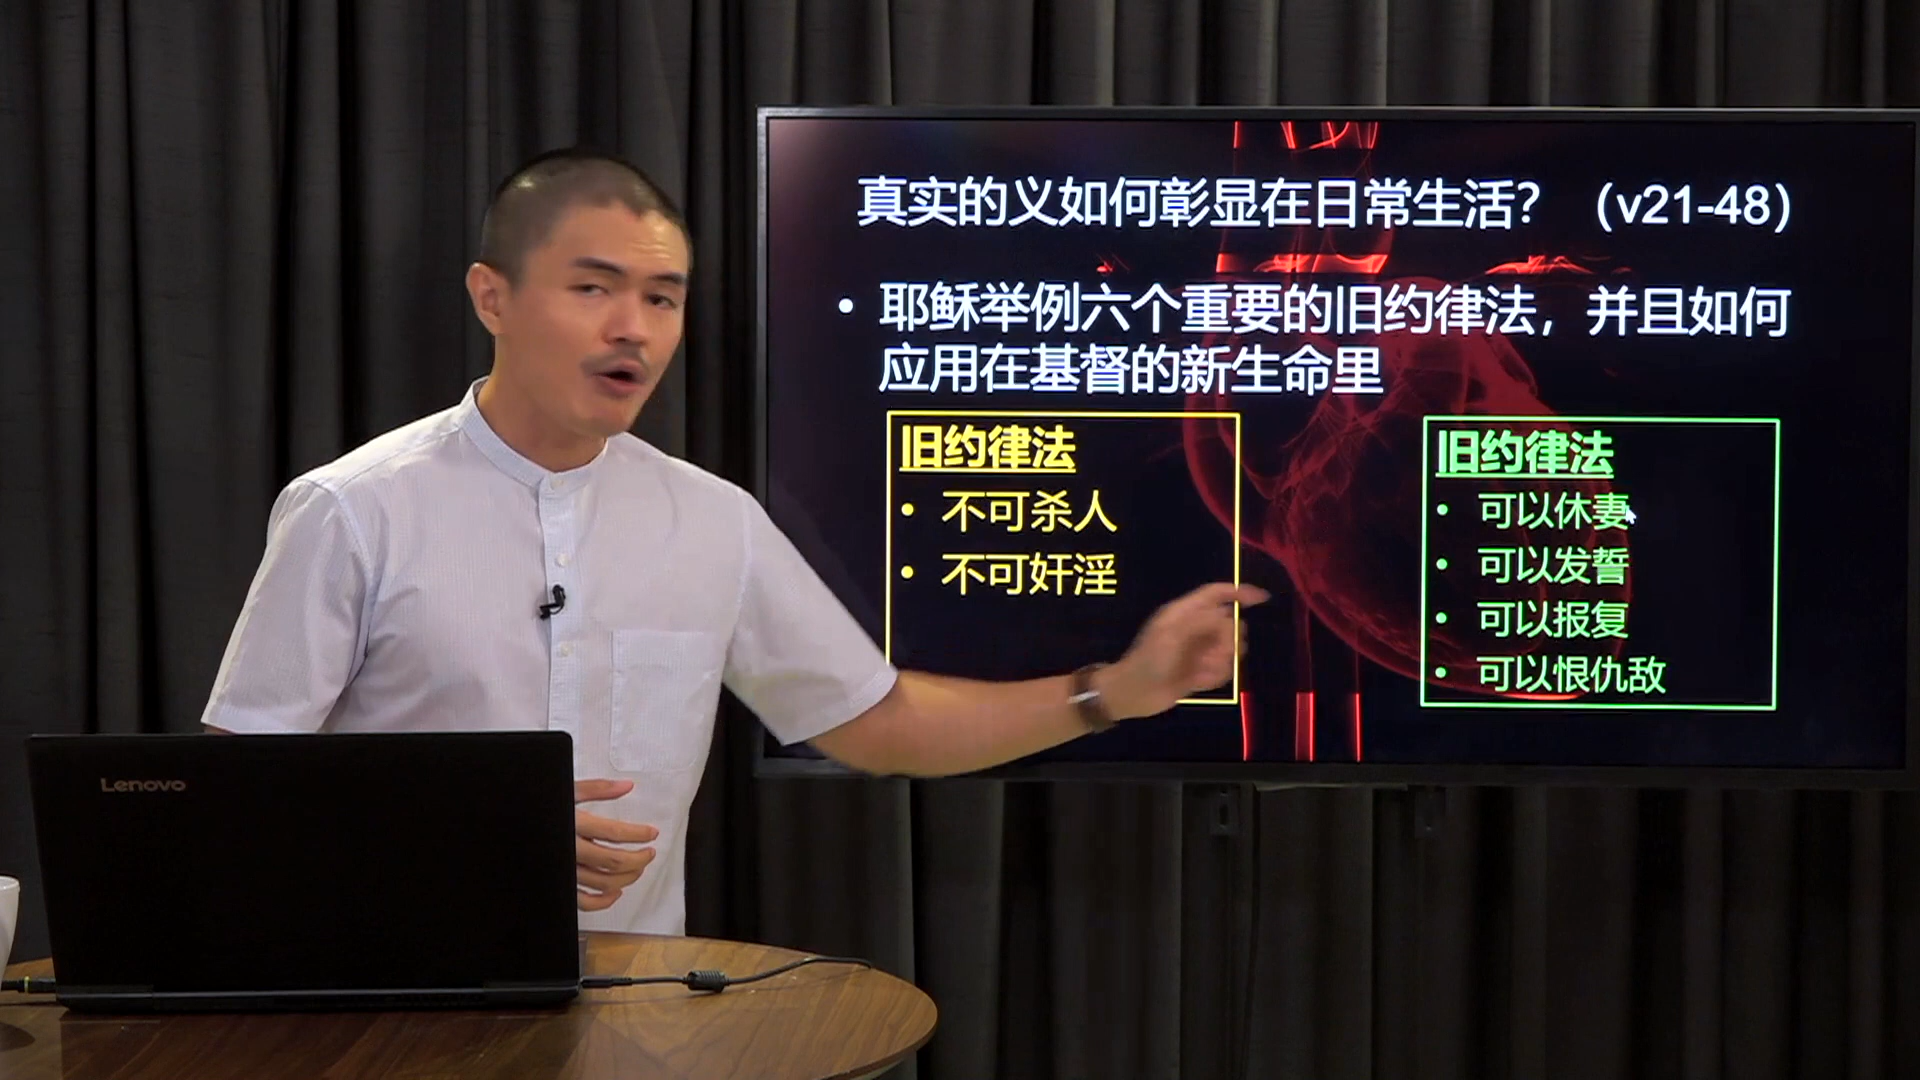 真实的义如何彰显在日常生活？ （v21-48）
• 耶稣举例六个重要的旧约律法，并且如何
应用在基督的新生命里
旧约律法
• 不可杀人
• 不可奸淫
旧约律法
• 可以休妻
• 可以发誓
• 可以报复
• 可以恨仇敌
Lenovo